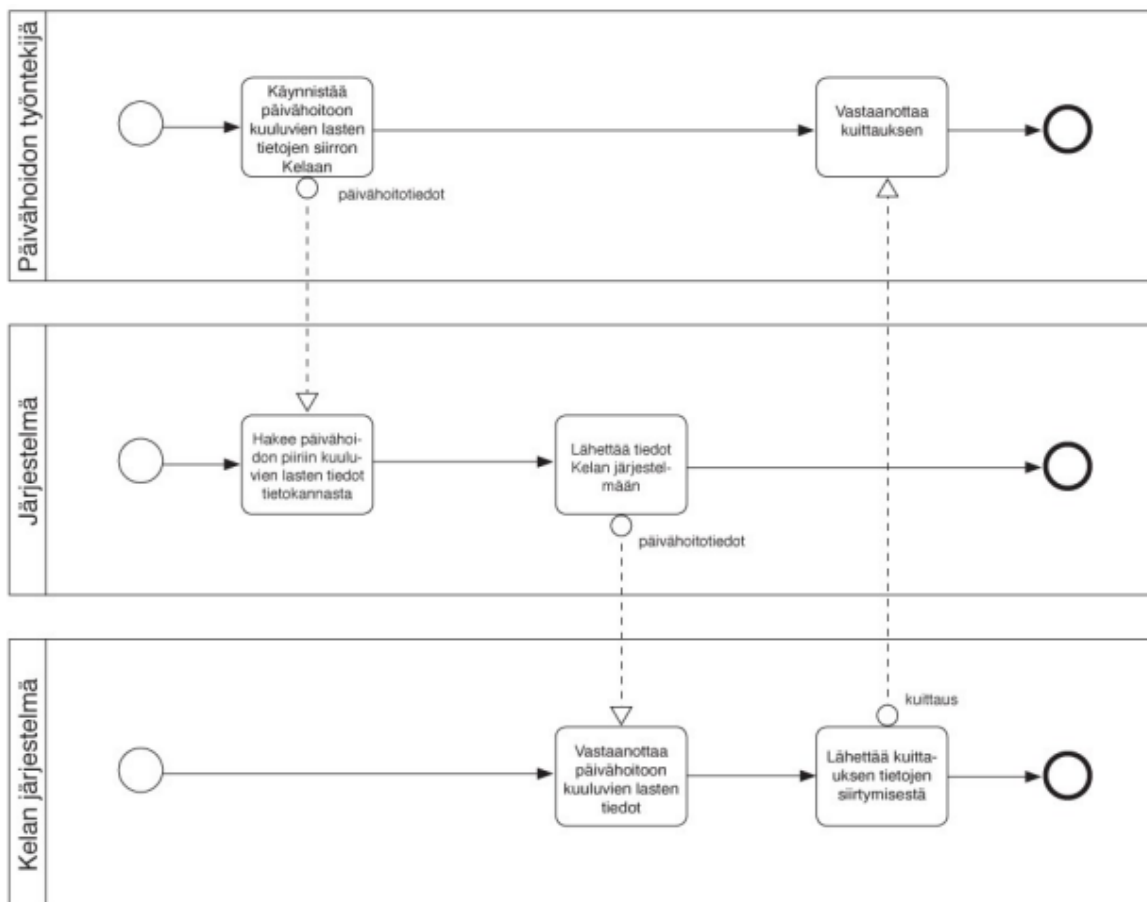 Päivähoidon työntekijä
Käynnistää
päivähoitoon
kuuluvien lasten
tietojen siirron
Kelaan
päivähoitotiedot
Vastaanottaa
kuittauksen
Järjestelmä
Hakee päivähoi-
don piiriin kuulu-
vien lasten tiedot
tietokannasta
Lähettää tiedot
Kelan järjestel-
mään
päivähoitotiedot
Kelan järjestelmä
Vastaanottaa
päivähoitoon
kuuluvien lasten
tiedot
kuittaus
Lähettää kuitta-
uksen tietojen
siirtymisestä